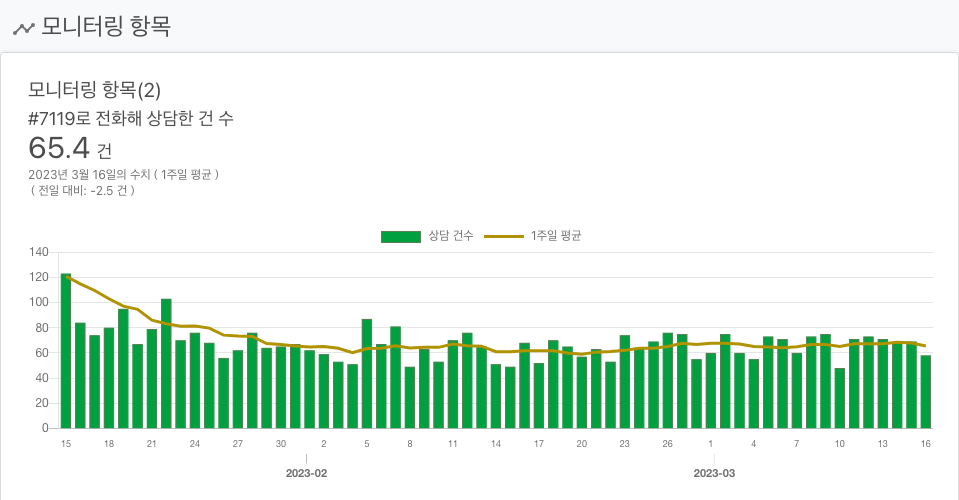 모니터링 항목
모니터링 항목(2)
#7119로 전화해 상담한 건 수
65.4 건
2023년 3월 16일의 수치 ( 1주일 평균 )
( 전일 대비: -2.5 건 )
상담 건수 1주일 평균
140
120
100
80
60
40
20
0
15 18 21 24 27 30 2 5 8 11 14 17 20 23 26 1 4 7 10 13 16
2023-02 2023-03